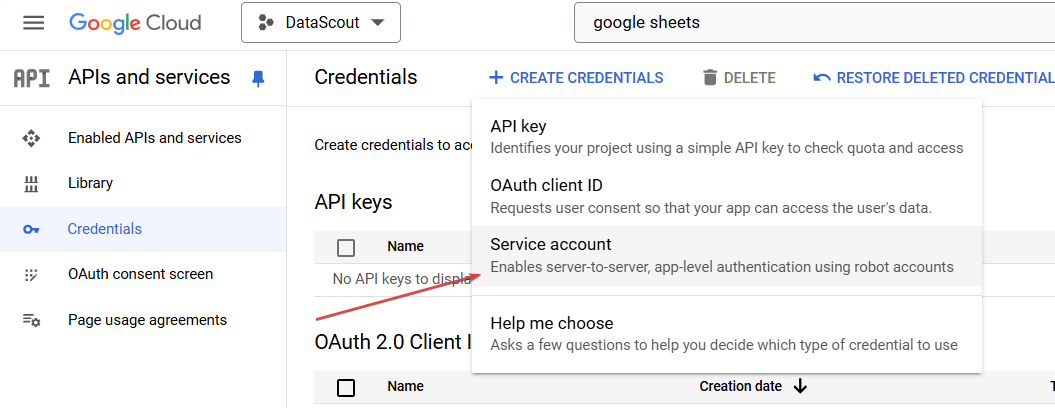 Google Cloud DataScout google sheets
API APIs and services
Credentials + CREATE CREDENTIALS DELETE RESTORE DELETED CREDENTIAL
Enabled APIs and services
Library
Credentials
OAuth consent screen
Page usage agreements
Create credentials to acc
API key
Identifies your project using a simple API key to check quota and access
OAuth client ID
Requests user consent so that your app can access the user's data.
Service account
Enables server-to-server, app-level authentication using robot accounts
Help me choose
Asks a few questions to help you decide which type of credential to use
API keys
Name
No API keys to displa
OAuth 2.0 Client I
Name Creation date